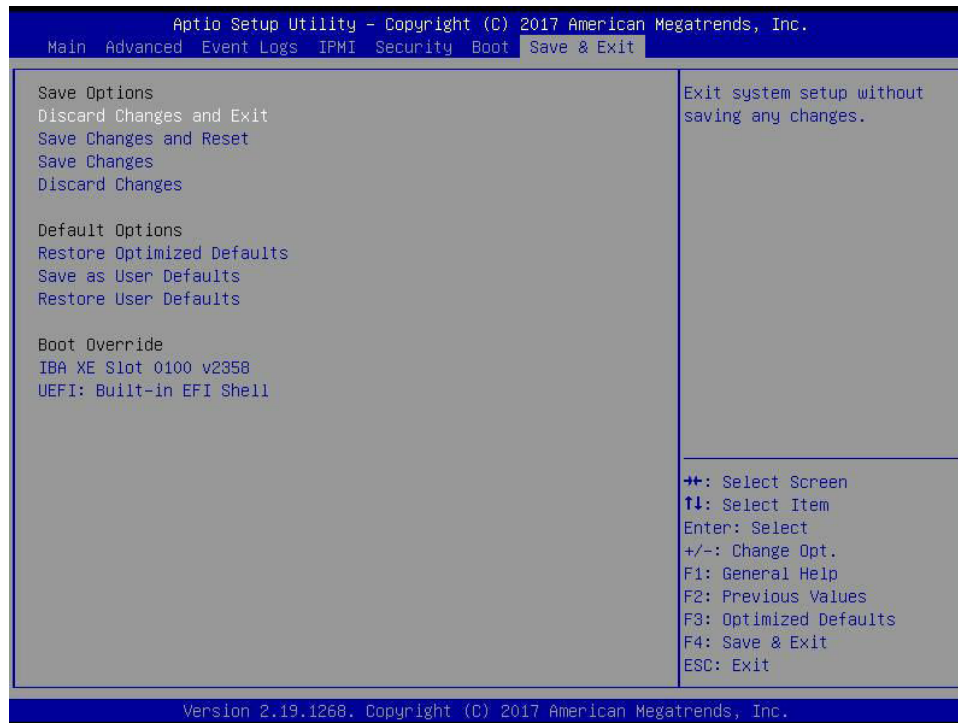 Aptio Setup Utility – Copyright (C) 2017 American Megatrends, Inc.
Main Advanced Event Logs IPMI Security Boot Save & Exit
Save Options
Discard Changes and Exit
Save Changes and Reset
Save Changes
Discard Changes
Default Options
Restore Optimized Defaults
Save as User Defaults
Restore User Defaults
Boot Override
IBA XE Slot 0100 v2358
UEFI: Built-in EFI Shell
Exit system setup without
saving any changes.
→←: Select Screen
↑↓: Select Item
Enter: Select
+/-: Change Opt.
F1: General Help
F2: Previous Values
F3: Optimized Defaults
F4: Save & Exit
ESC: Exit
Version 2.19.1268. Copyright (C) 2017 American Megatrends, Inc.